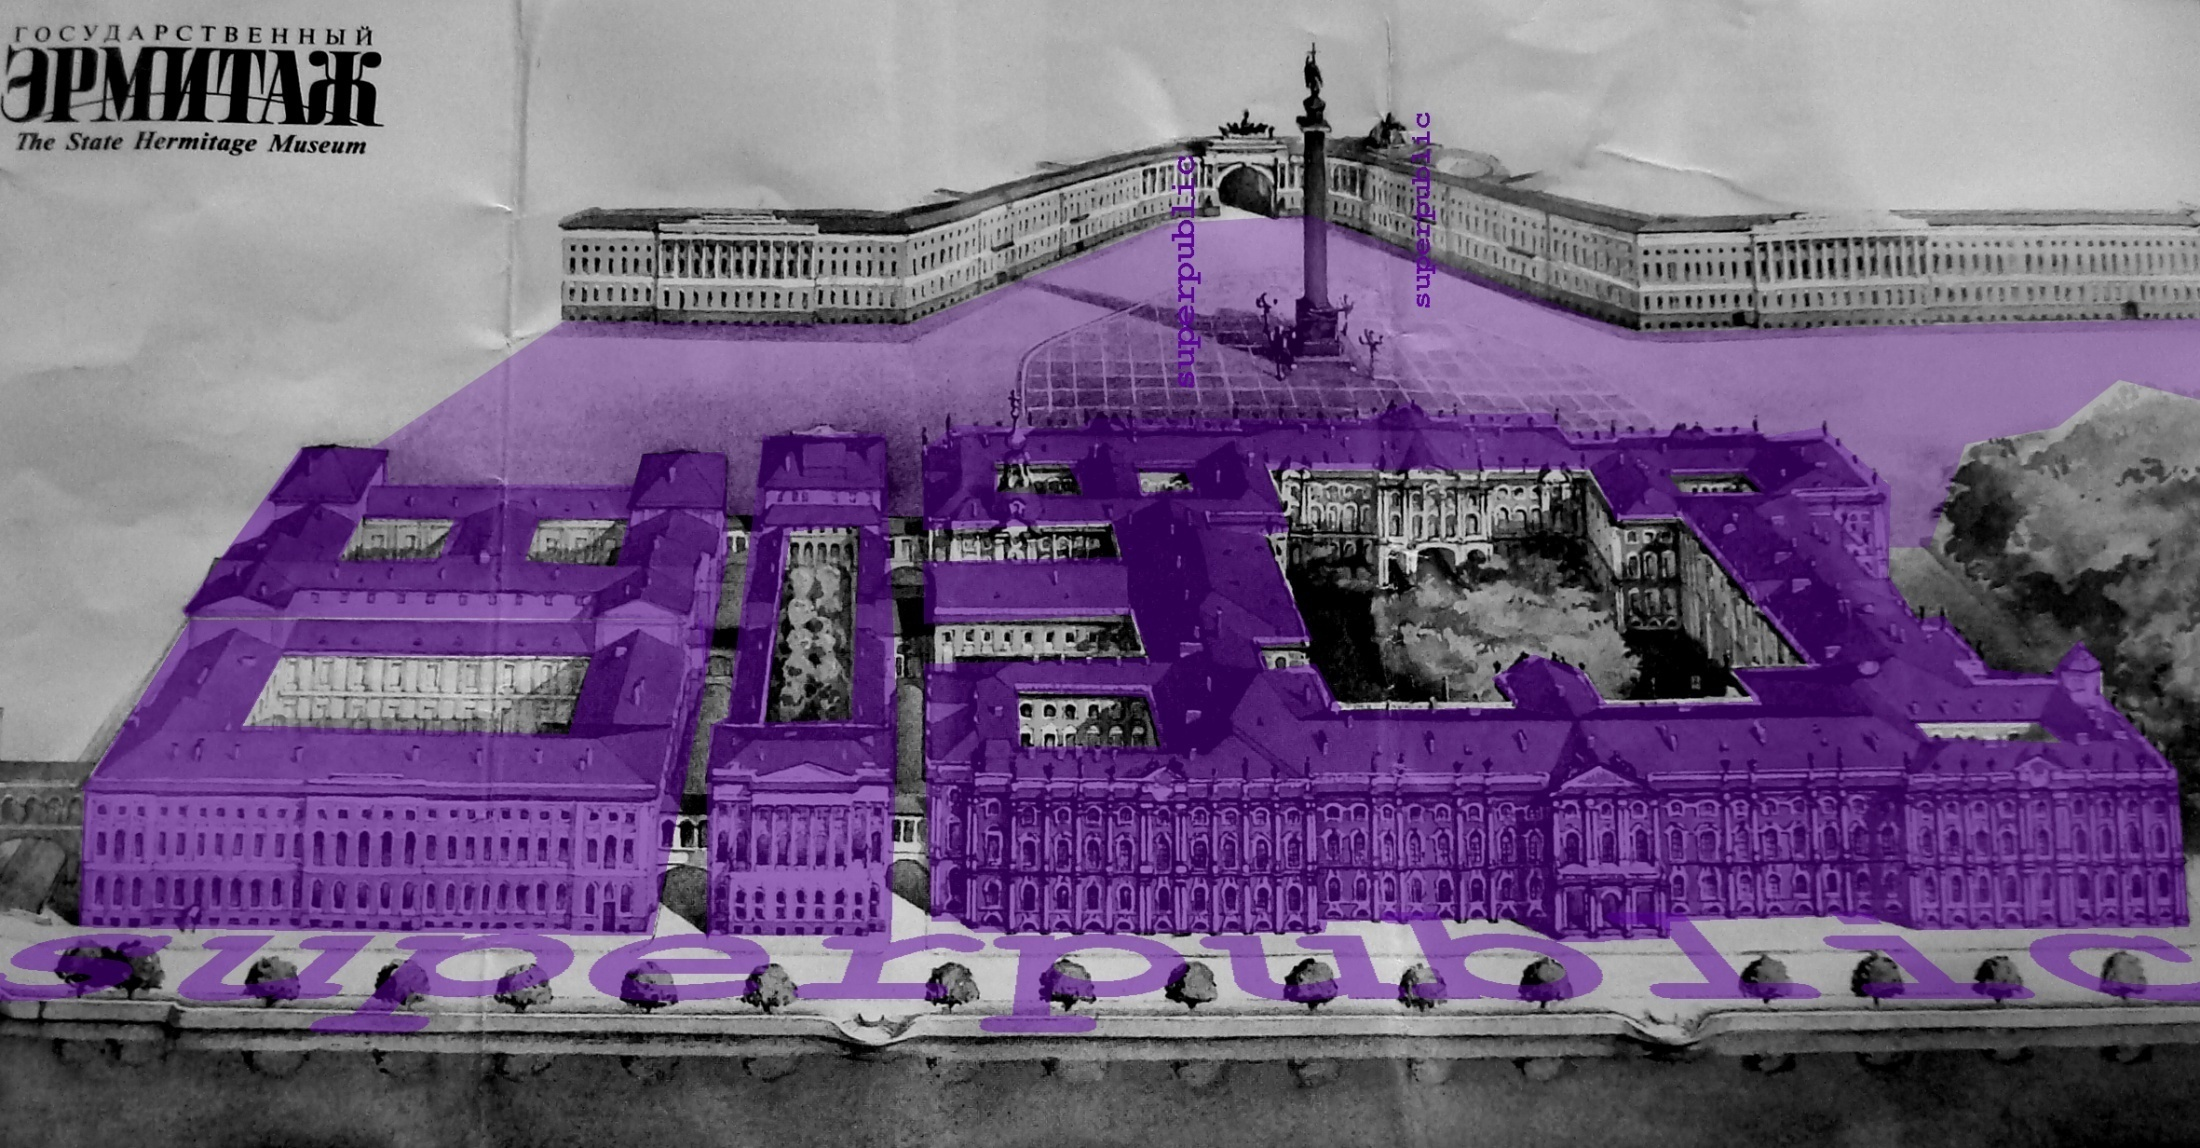 ГОСУДАРСТВЕННЫЙ
ЭРМИТАЖ
The State Hermitage Museum
superpublic
superpublic
superpublic